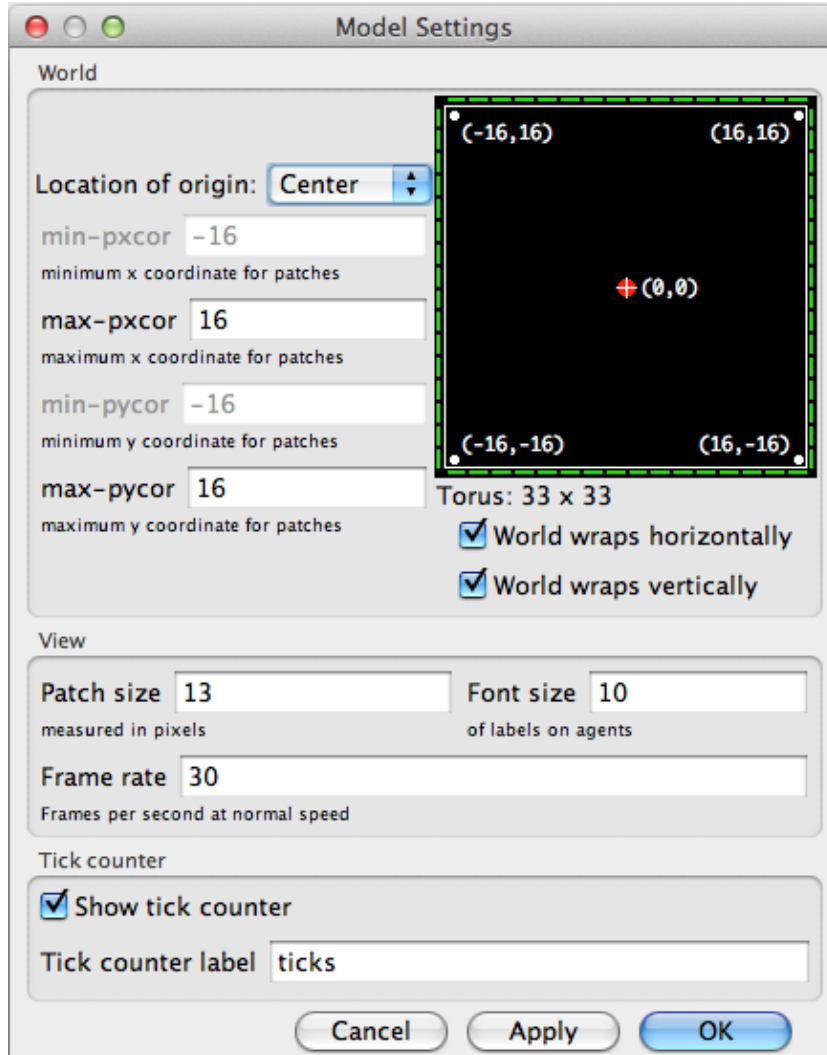 Model Settings
World
(-16,16) (16,16)
Location of origin: Center
min-pxcor -16
minimum x coordinate for patches
(0,0)
max-pxcor 16
maximum x coordinate for patches
min-pycor -16
minimum y coordinate for patches
(-16,-16) (16,-16)
max-pycor 16
maximum y coordinate for patches
Torus: 33 x 33
World wraps horizontally
World wraps vertically
View
Patch size 13 Font size 10
measured in pixels of labels on agents
Frame rate 30
Frames per second at normal speed
Tick counter
Show tick counter
Tick counter label ticks
Cancel Apply OK